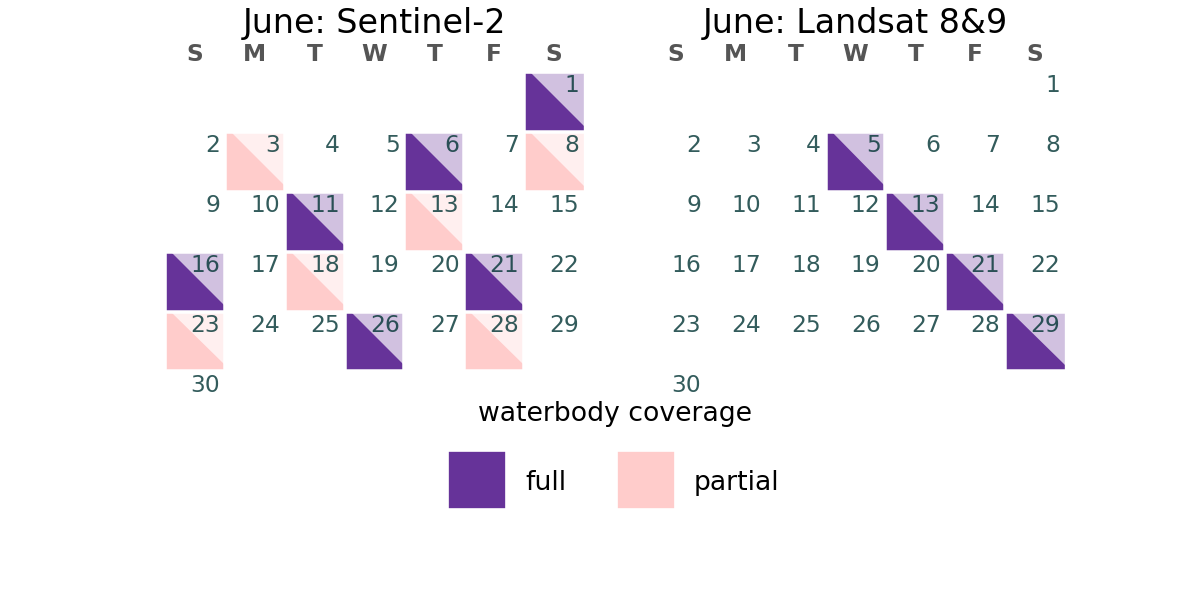 June: Sentinel-2
S M T W T F S
1
2 3 4 5 6 7 8
9 10 11 12 13 14 15
16 17 18 19 20 21 22
23 24 25 26 27 28 29
30
June: Landsat 8&9
S M T W T F S
1
2 3 4 5 6 7 8
9 10 11 12 13 14 15
16 17 18 19 20 21 22
23 24 25 26 27 28 29
30
waterbody coverage
full
partial